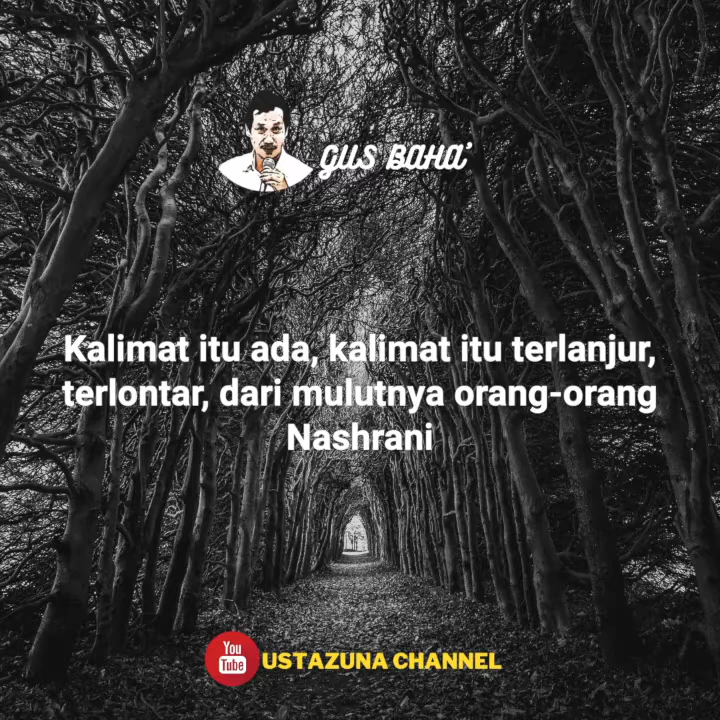 GUS BAHA'
Kalimat itu ada, kalimat itu terlanjur,
terlontar, dari mulutnya orang-orang
Nashrani
You
Tube
USTAZUNA CHANNEL